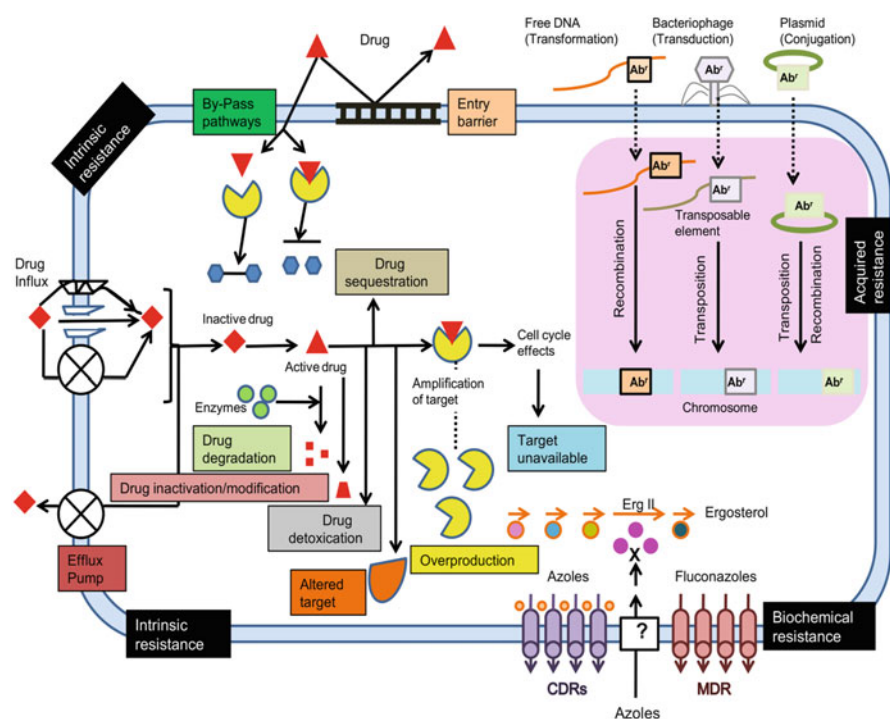 Free DNA
(Transformation)
Bacteriophage
(Transduction)
Plasmid
(Conjugation)
Drug
Abr
Abr
Abr
By-Pass
pathways
Entry
barrier
Intrinsic
resistance
Abr
Abr
Transposable
element
Abr
Drug
Influx
Drug
sequestration
Recombination
Transposition
Transposition
Recombination
Acquired
resistance
Inactive drug
Active drug
Cell cycle
effects
Amplification
of target
Abr
Abr
Abr
Chromosome
Enzymes
Drug
degradation
Target
unavailable
Drug inactivation/modification
Drug
detoxication
Erg II
Ergosterol
X
Overproduction
Efflux
Pump
Altered
target
Azoles
Fluconazoles
Intrinsic
resistance
?
Biochemical
resistance
CDRs
MDR
Azoles